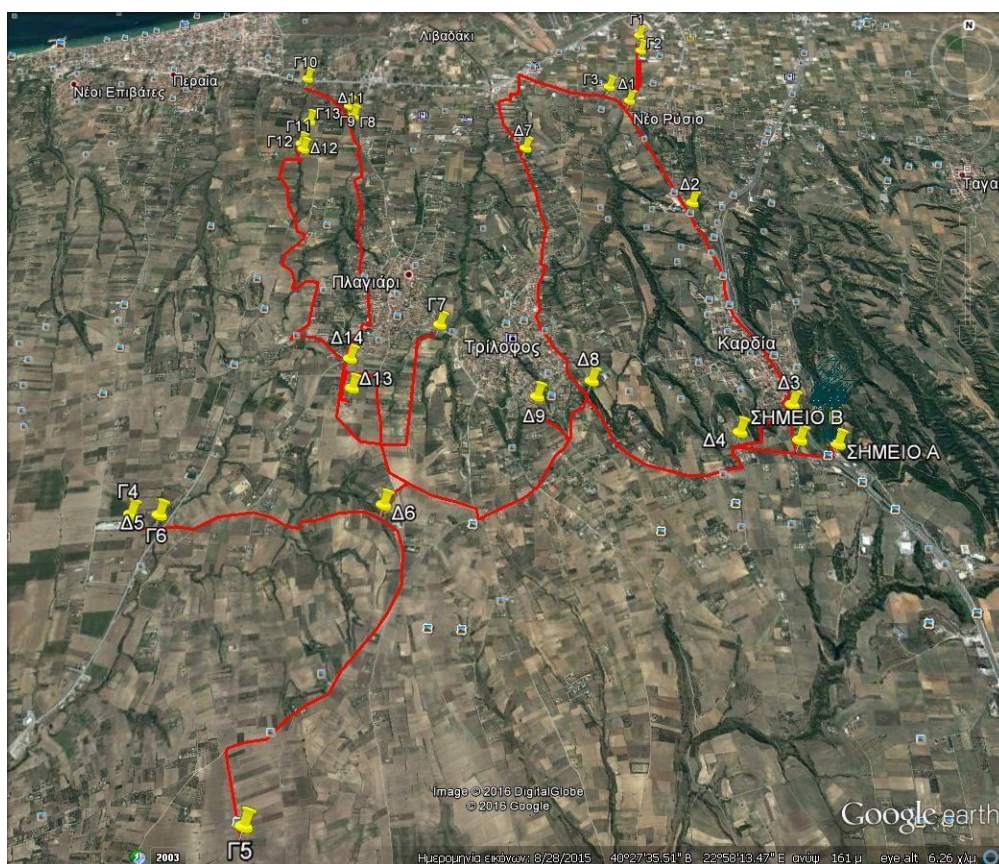 Γ1
Λιβαδάκι
Γ2
N
Γ10
Περαία
Νέοι Επιβάτες
Γ3
Δ1
Δ11
Γ13
Γ9
Γ8
Νέο Ρύσιο
Γ11
Γ12
Δ12
Δ7
Δ2
Ταγα
Πλαγιάρι
Γ7
Τρίλοφος
Καρδία
Δ14
Δ8
Δ13
Δ9
Δ3
ΣΗΜΕΙΟ Β
Δ4
ΣΗΜΕΙΟ Α
Γ4
Δ5
Γ6
Δ6
Image © 2016 DigitalGlobe
© 2016 Google
Google earth
Γ5
2003
Ημερομηνία εικόνων: 8/28/2015 40°27'35.51" Β 22°58'13.47" Ε ανύψ 161 μ eye alt 6.26 χλμ